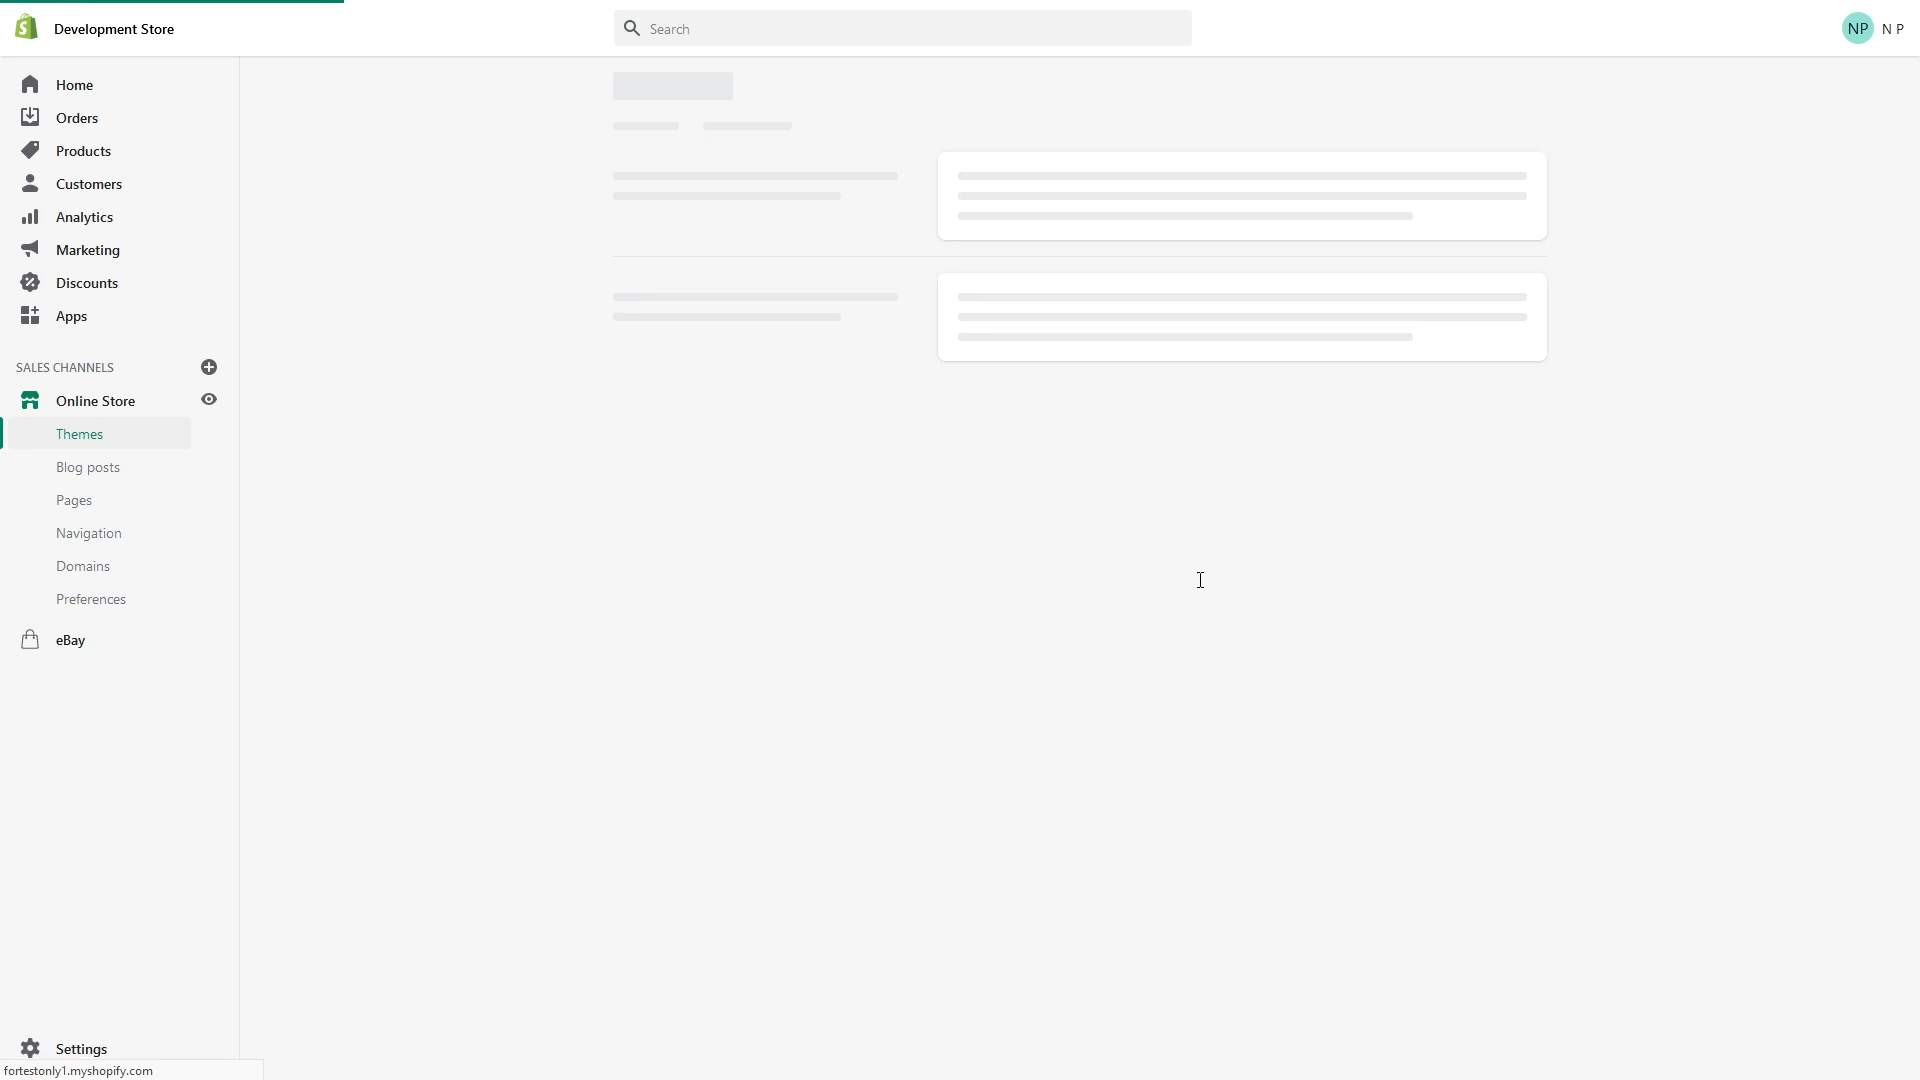 Development Store
Search
NP
N P
Home
Orders
Products
Customers
Analytics
Marketing
Discounts
Apps
SALES CHANNELS
Online Store
Themes
Blog posts
Pages
Navigation
Domains
Preferences
eBay
Settings
fortestonly1.myshopify.com